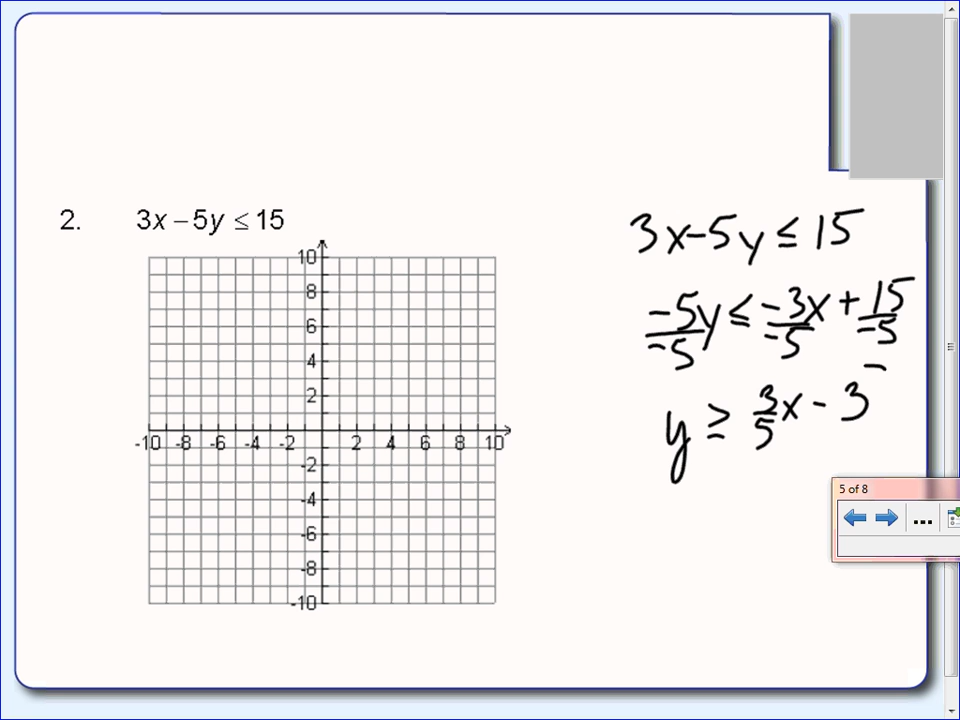 2. 3x – 5y ≤ 15
3x-5y ≤ 15
-5y/-5 ≤ -3x/-5 + 15/-5
y ≥ 3/5x - 3
10
8
6
4
2
-10 -8 -6 -4 -2 2 4 6 8 10
-2
-4
-6
-8
-10
5 of 8
...